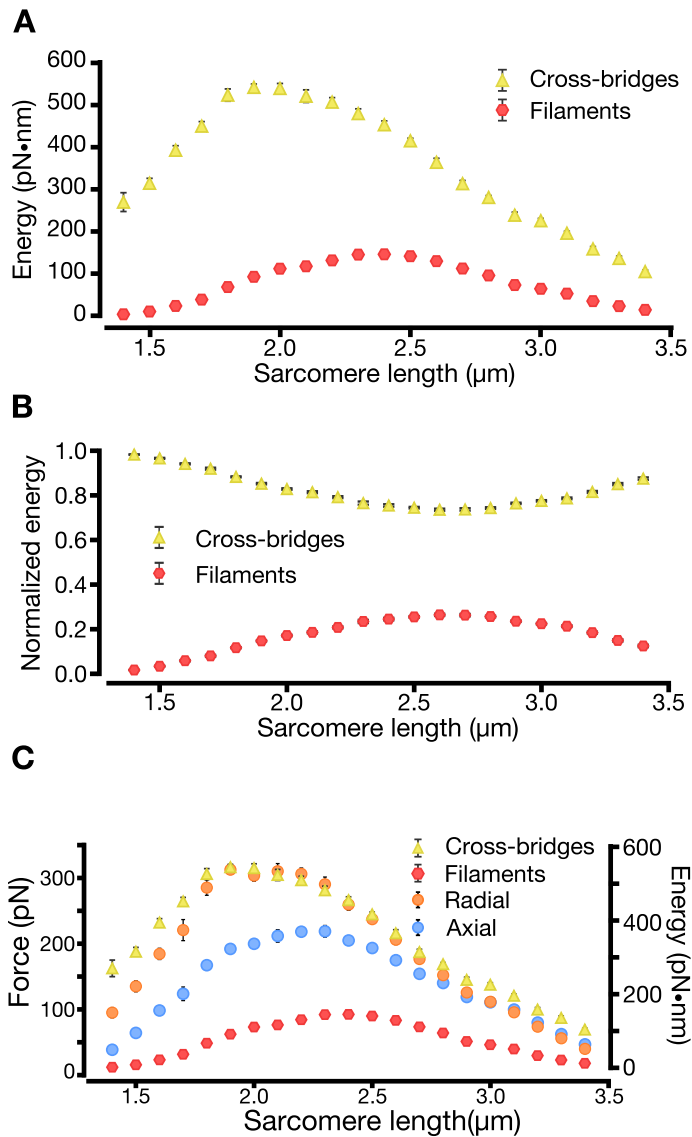 A
600
500
400
300
200
100
0
Energy (pN•nm)
Cross-bridges
Filaments
1.5 2.0 2.5 3.0 3.5
Sarcomere length (µm)
B
1.0
0.8
0.6
0.4
0.2
0.0
Normalized energy
Cross-bridges
Filaments
1.5 2.0 2.5 3.0 3.5
Sarcomere length (µm)
C
300
200
100
0
Force (pN)
Cross-bridges
Filaments
Radial
Axial
600
400
200
0
Energy (pN•nm)
1.5 2.0 2.5 3.0 3.5
Sarcomere length(µm)